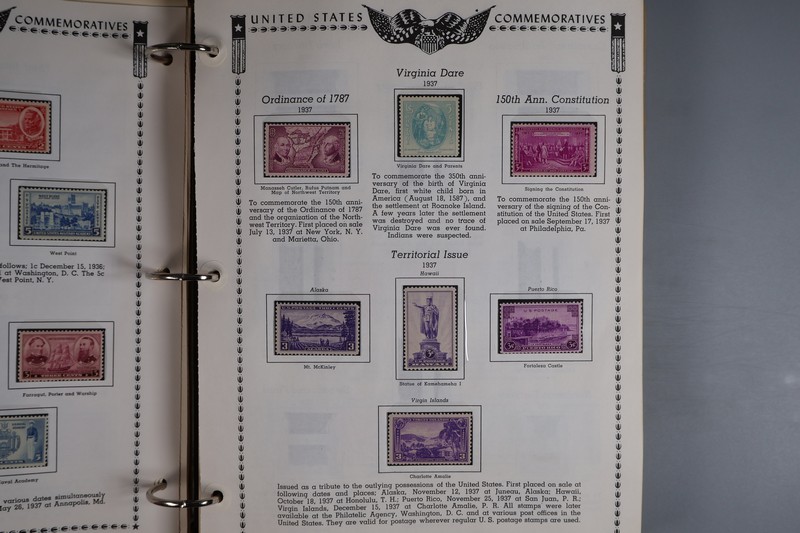 COMMEMORATIVES
and The Hermitage
West Point
follows: 1c December 15, 1936;
at Washington, D. C. The 5c
West Point, N. Y.
Farragut, Porter and Warship
Naval Academy
various dates simultaneously
May 26, 1937 at Annapolis, Md.
UNITED STATES COMMEMORATIVES
Virginia Dare
1937
Ordinance of 1787
1937
150th Ann. Constitution
1937
Manasseh Cutler, Rufus Putnam and
Map of Northwest Territory
Virginia Dare and Parents
Signing the Constitution
To commemorate the 150th anni-
versary of the Ordinance of 1787
and the organization of the North-
west Territory. First placed on sale
July 13, 1937 at New York, N. Y.
and Marietta, Ohio.
To commemorate the 350th anni-
versary of the birth of Virginia
Dare, first white child born in
America (August 18, 1587), and
the settlement at Roanoke Island.
A few years later the settlement
was destroyed and no trace of
Virginia Dare was ever found.
Indians were suspected.
To commemorate the 150th anni-
versary of the signing of the Con-
stitution of the United States. First
placed on sale September 17, 1937
at Philadelphia, Pa.
Territorial Issue
1937
Alaska
Hawaii
Puerto Rico
Mt. McKinley
Statue of Kamehameha I
Fortaleza Castle
Virgin Islands
Charlotte Amalie
Issued as a tribute to the outlying possessions of the United States. First placed on sale at
following dates and places; Alaska, November 12, 1937 at Juneau, Alaska; Hawaii,
October 18, 1937 at Honolulu, T. H.; Puerto Rico, November 25, 1937 at San Juan, P. R.;
Virgin Islands, December 15, 1937 at Charlotte Amalie, P. R. All stamps were later
available at the Philatelic Agency, Washington, D. C. and at various post offices in the
United States. They are valid for postage wherever regular U. S. postage stamps are used.